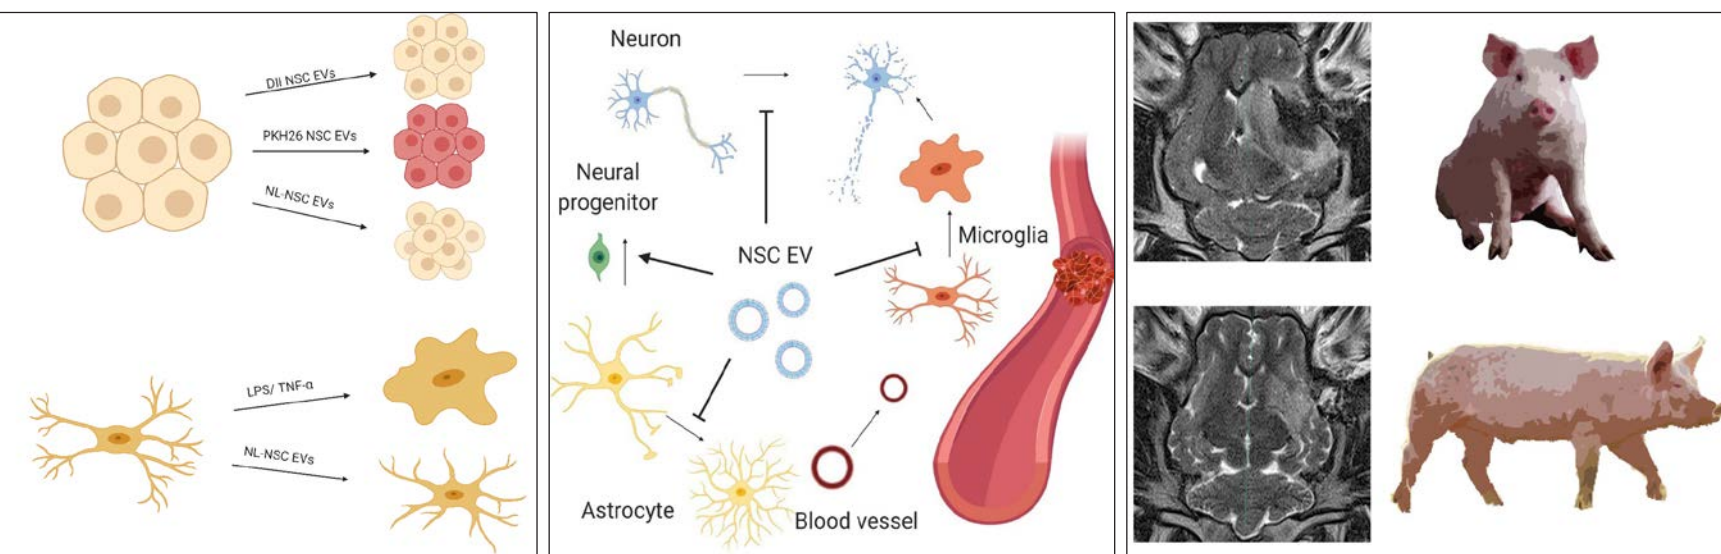 DII NSC EVs
PKH26 NSC EVs
NL-NSC EVs
LPS/ TNF-α
NL-NSC EVs
Neuron
Neural
progenitor
NSC EV
Microglia
Astrocyte
Blood vessel